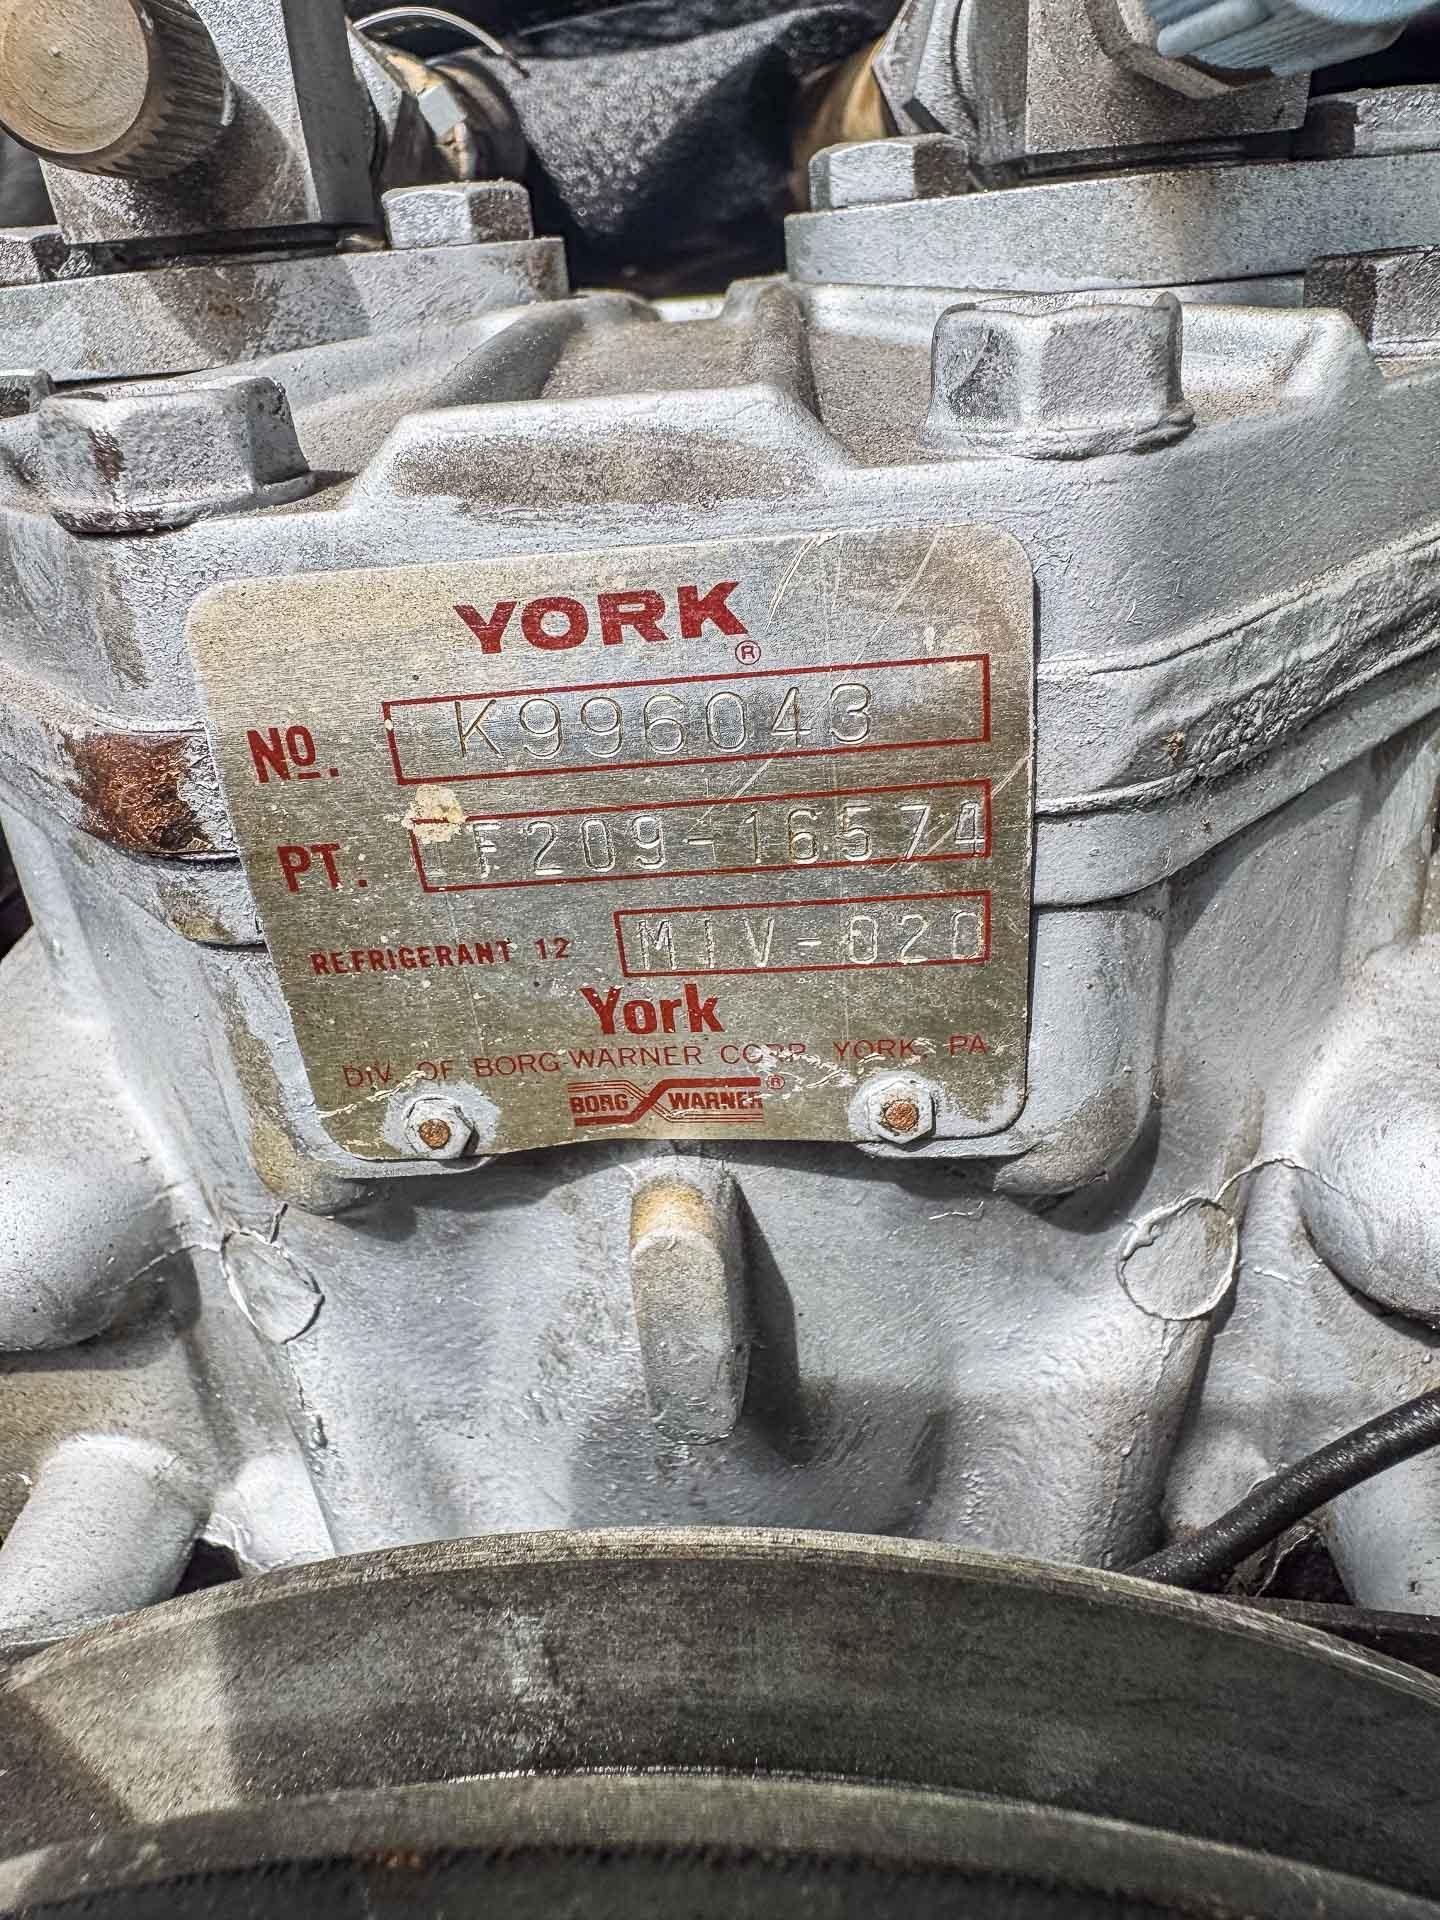 YORK®
No. K996043
PT. F209-16574
REFRIGERANT 12 MIV-020
York
DIV. OF BORG WARNER CORP. YORK, PA
BORG WARNER®